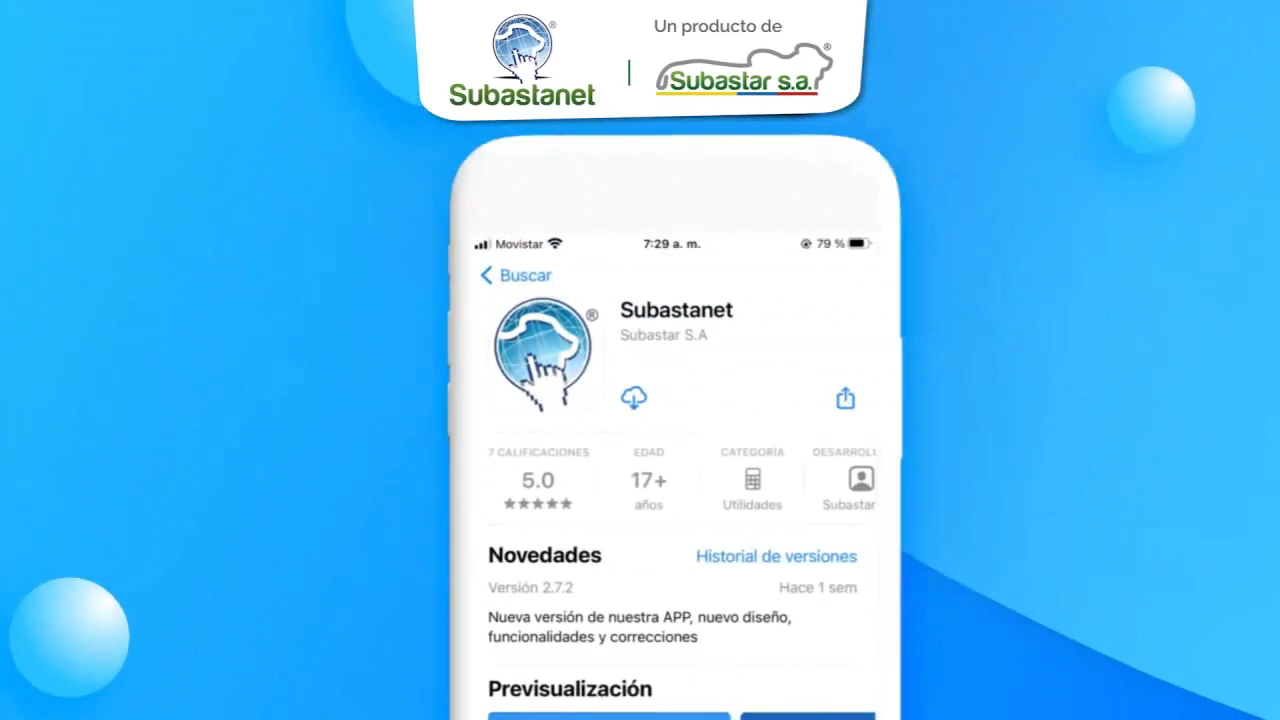 Subastanet
®
Un producto de
Subastar s.a.
®
Movistar
7:29 a. m.
79 %
Buscar
®
Subastanet
Subastar S.A
7 CALIFICACIONES
5.0
EDAD
17+
años
CATEGORÍA
Utilidades
DESARROLL
Subastar
Novedades
Historial de versiones
Versión 2.7.2
Hace 1 sem
Nueva versión de nuestra APP, nuevo diseño,
funcionalidades y correcciones
Previsualización